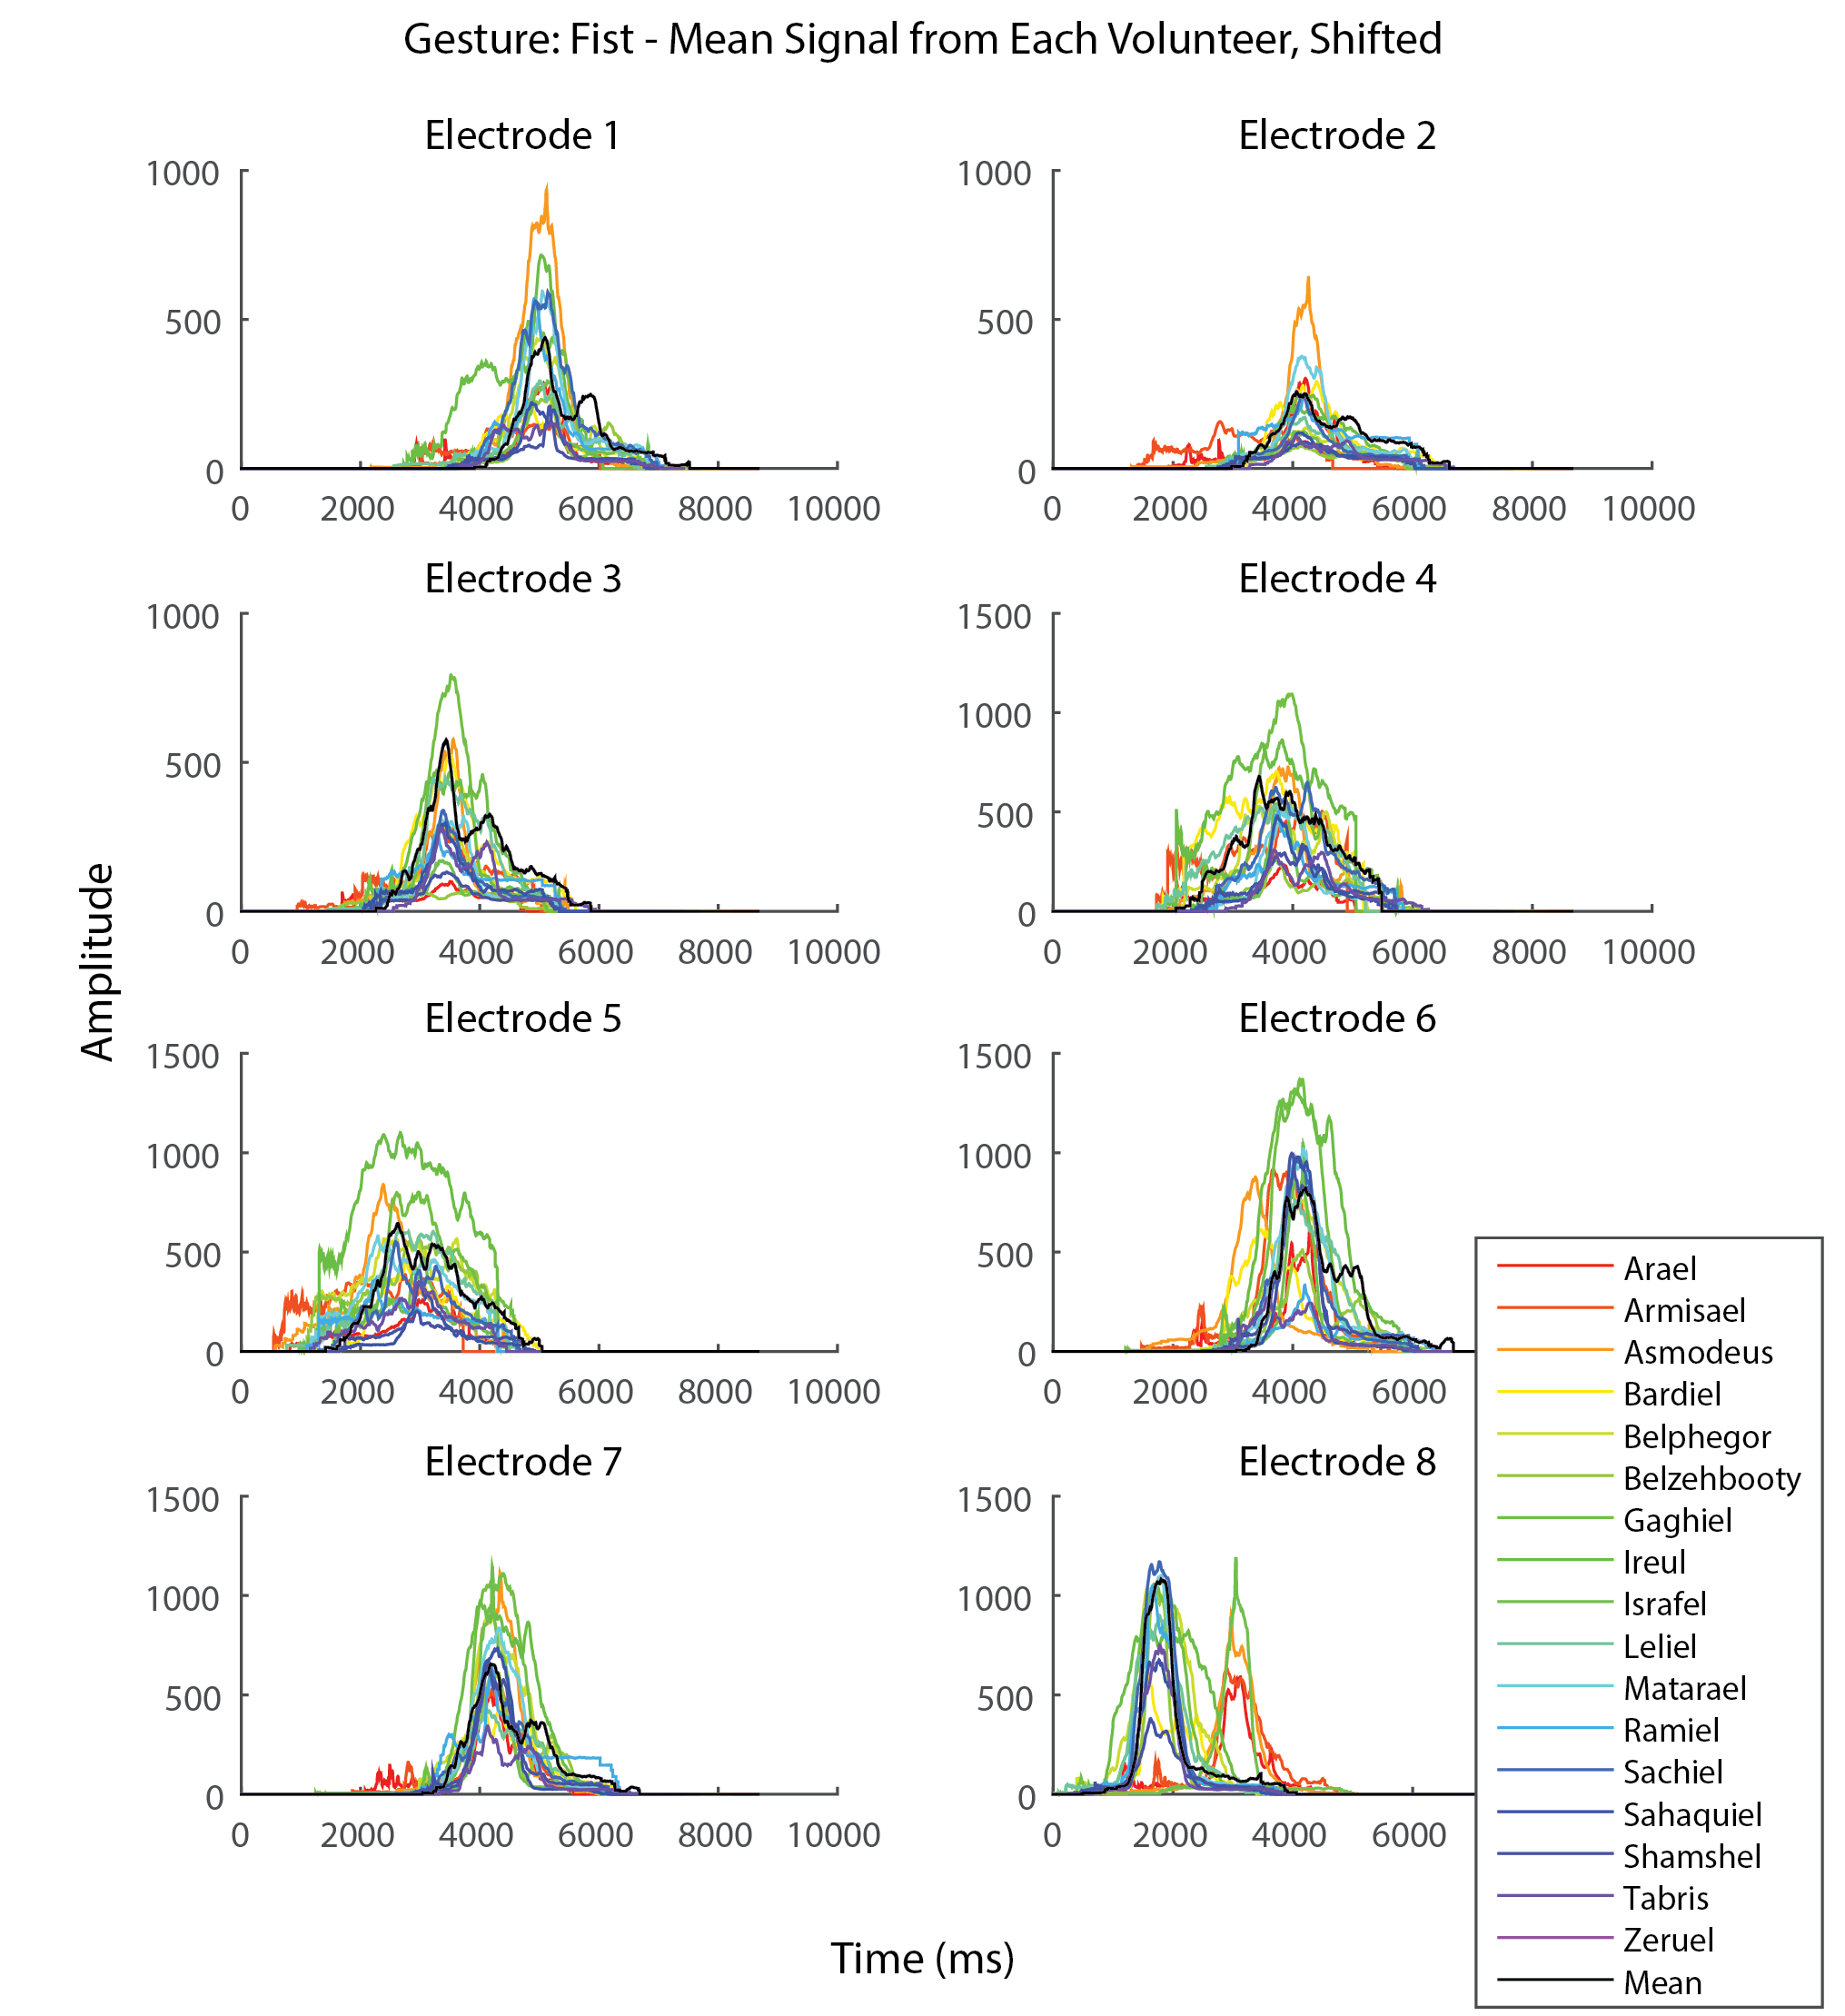 Gesture: Fist - Mean Signal from Each Volunteer, Shifted
Electrode 1
1000
500
0
0 2000 4000 6000 8000 10000
Electrode 2
1000
500
0
0 2000 4000 6000 8000 10000
Electrode 3
1000
500
0
0 2000 4000 6000 8000 10000
Electrode 4
1500
1000
500
0
0 2000 4000 6000 8000 10000
Amplitude
Electrode 5
1500
1000
500
0
0 2000 4000 6000 8000 10000
Electrode 6
1500
1000
500
0
0 2000 4000 6000
Electrode 7
1500
1000
500
0
0 2000 4000 6000 8000 10000
Electrode 8
1500
1000
500
0
0 2000 4000 6000
Time (ms)
Arael
Armisael
Asmodeus
Bardiel
Belphegor
Belzehbooty
Gaghiel
Ireul
Israfel
Leliel
Matarael
Ramiel
Sachiel
Sahaquiel
Shamshel
Tabris
Zeruel
Mean